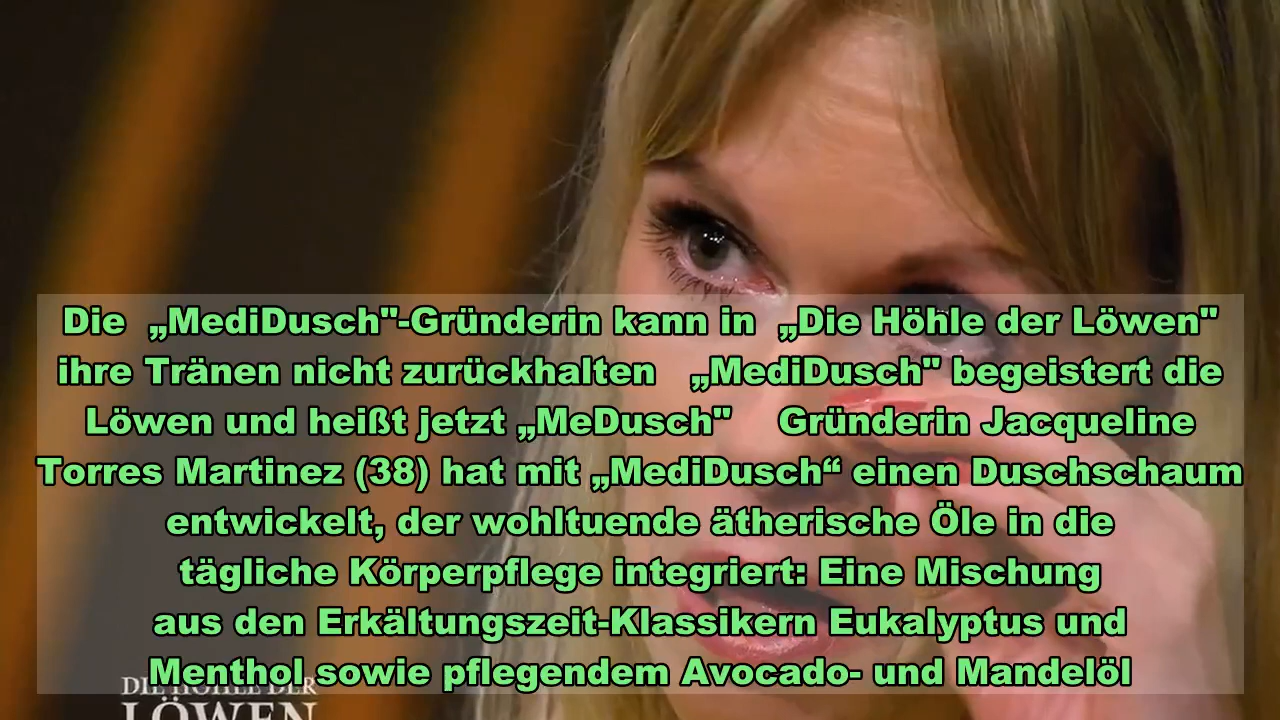 Die  „MediDusch"-Gründerin kann in  „Die Höhle der Löwen"
ihre Tränen nicht zurückhalten   „MediDusch" begeistert die
Löwen und heißt jetzt „MeDusch"    Gründerin Jacqueline
Torres Martinez (38) hat mit „MediDusch“ einen Duschschaum
entwickelt, der wohltuende ätherische Öle in die
tägliche Körperpflege integriert: Eine Mischung
aus den Erkältungszeit-Klassikern Eukalyptus und
Menthol sowie pflegendem Avocado- und Mandelöl
DIE HÖHLE DER
LÖWEN